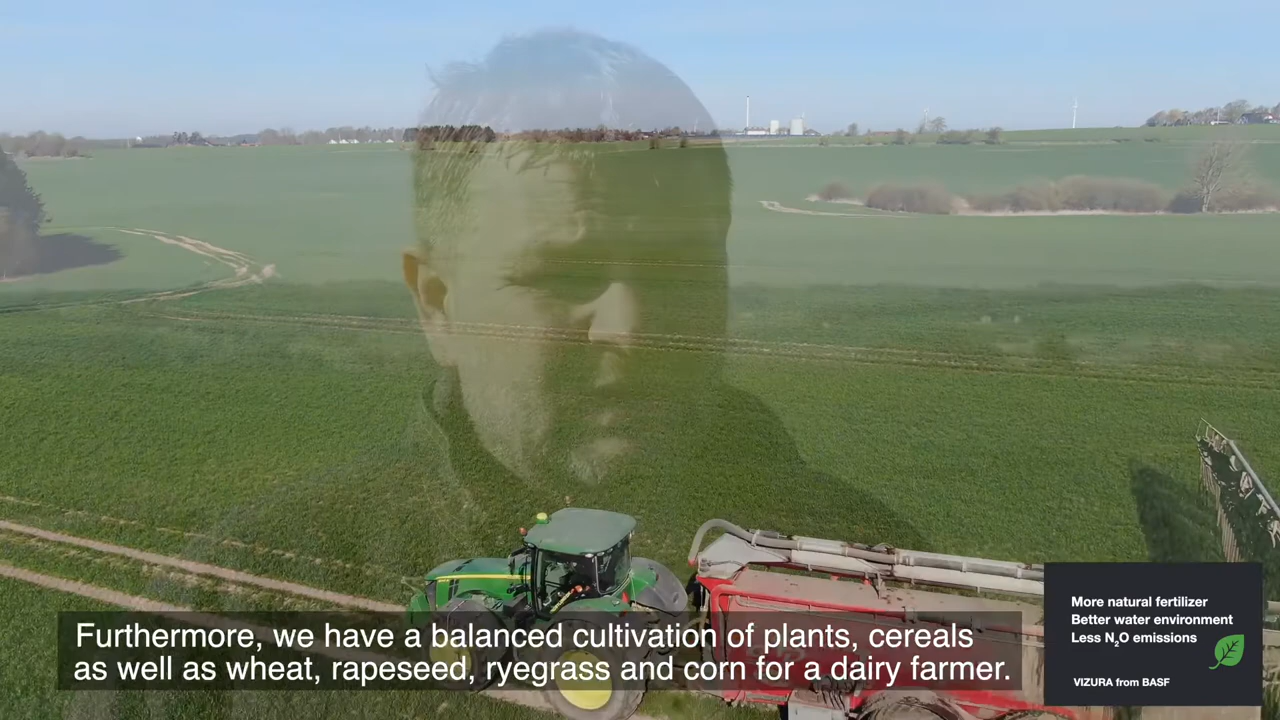 Furthermore, we have a balanced cultivation of plants, cereals
as well as wheat, rapeseed, ryegrass and corn for a dairy farmer.
More natural fertilizer
Better water environment
Less N₂O emissions
VIZURA from BASF